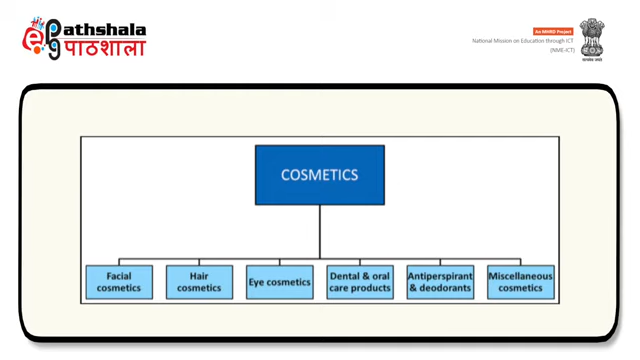 ePG Pathshala
पाठशाला
An MHRD Project
National Mission on Education through ICT
(NME-ICT)
COSMETICS
Facial
cosmetics
Hair
cosmetics
Eye cosmetics
Dental & oral
care products
Antiperspirant
& deodorants
Miscellaneous
cosmetics